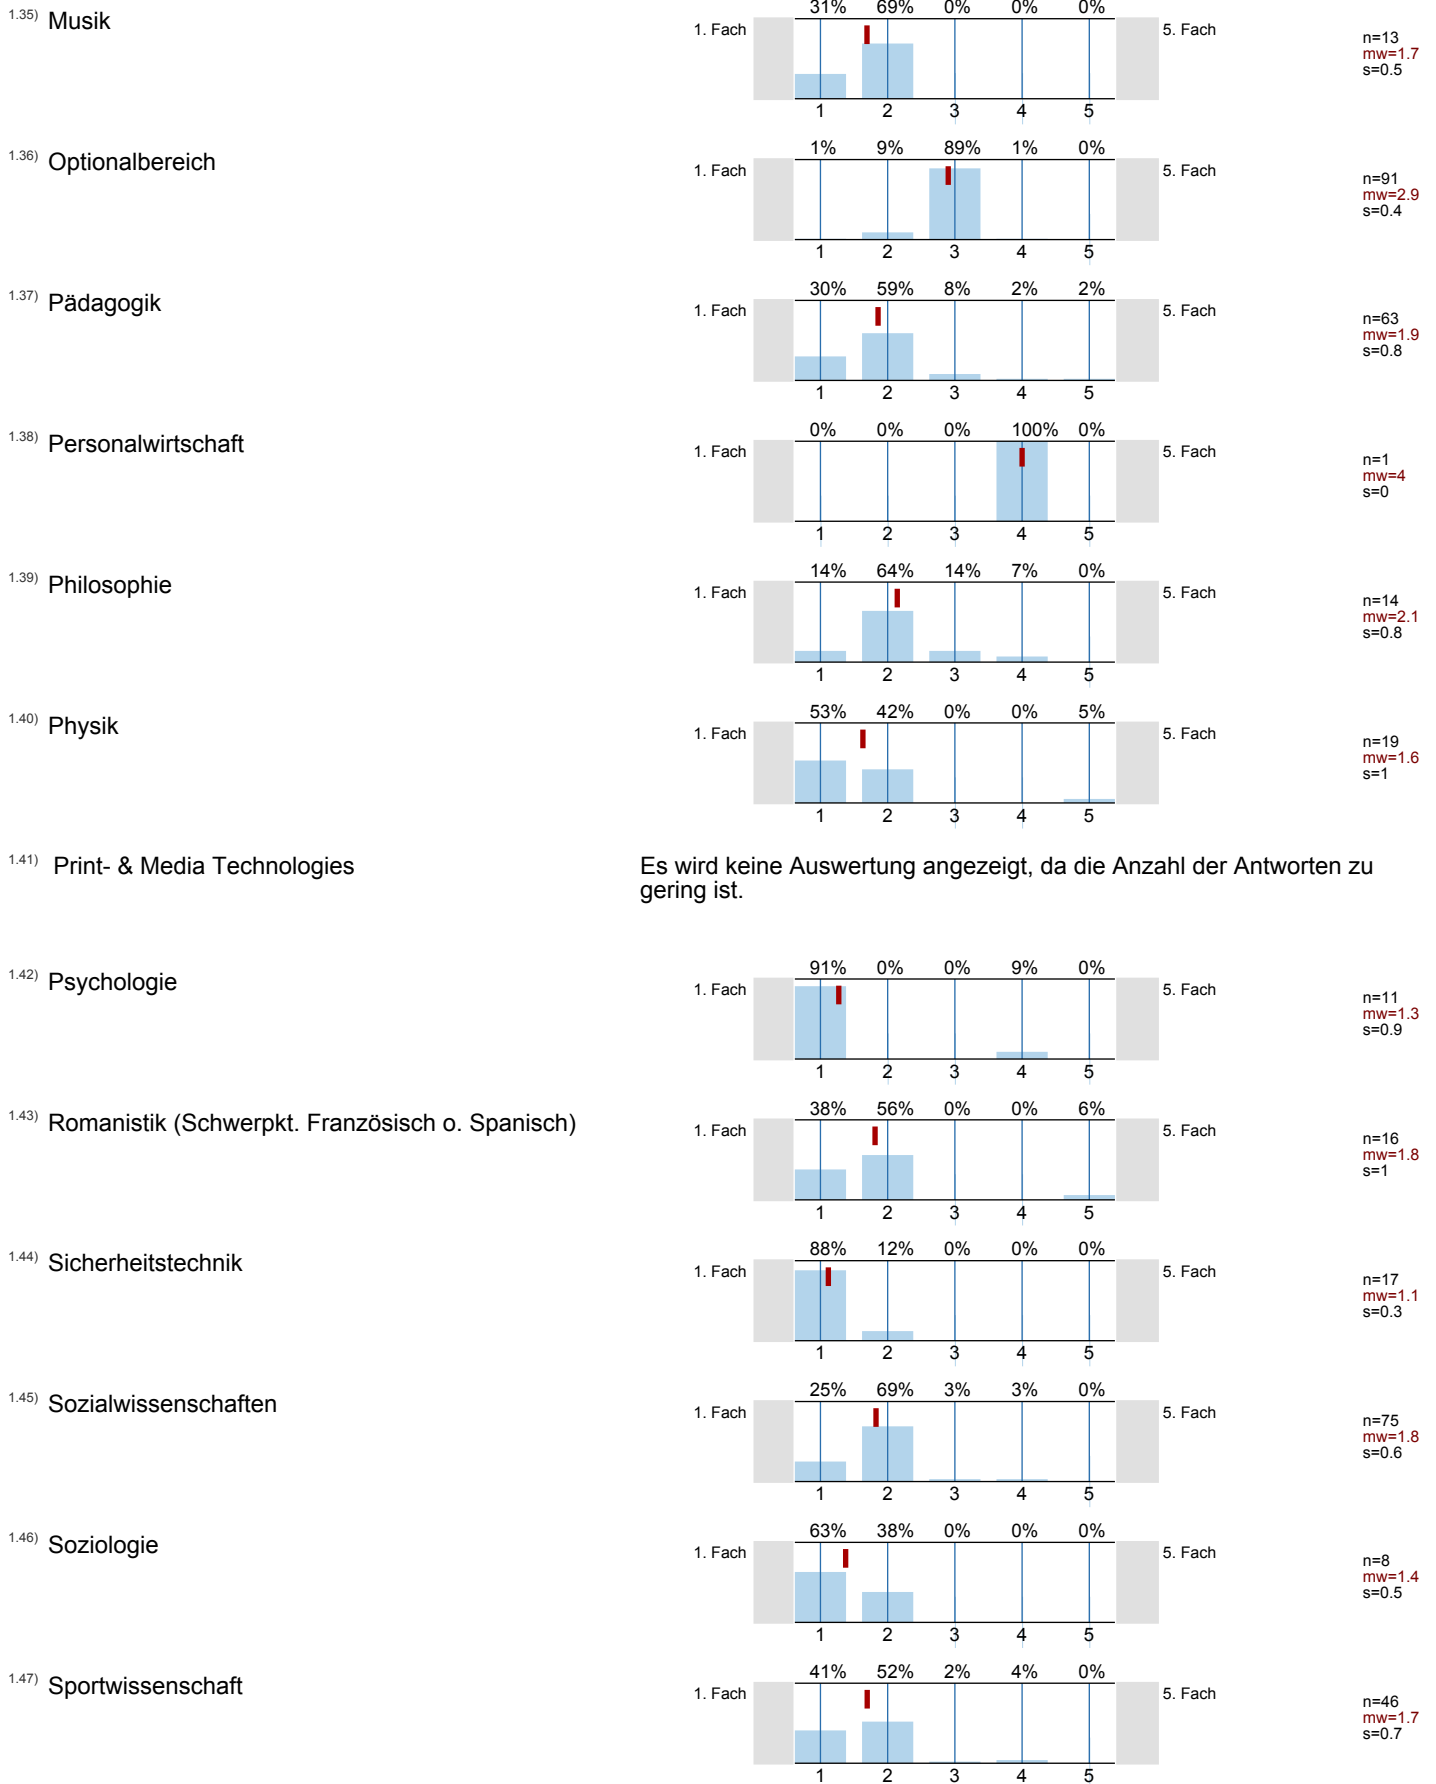 1.35) Musik
31% 69% 0% 0% 0%
1. Fach 5. Fach
n=13
mw=1.7
s=0.5
1 2 3 4 5
1.36) Optionalbereich
1% 9% 89% 1% 0%
1. Fach 5. Fach
n=91
mw=2.9
s=0.4
1 2 3 4 5
1.37) Pädagogik
30% 59% 8% 2% 2%
1. Fach 5. Fach
n=63
mw=1.9
s=0.8
1 2 3 4 5
1.38) Personalwirtschaft
0% 0% 0% 100% 0%
1. Fach 5. Fach
n=1
mw=4
s=0
1 2 3 4 5
1.39) Philosophie
14% 64% 14% 7% 0%
1. Fach 5. Fach
n=14
mw=2.1
s=0.8
1 2 3 4 5
1.40) Physik
53% 42% 0% 0% 5%
1. Fach 5. Fach
n=19
mw=1.6
s=1
1 2 3 4 5
1.41) Print- & Media Technologies
Es wird keine Auswertung angezeigt, da die Anzahl der Antworten zu
gering ist.
1.42) Psychologie
91% 0% 0% 9% 0%
1. Fach 5. Fach
n=11
mw=1.3
s=0.9
1 2 3 4 5
1.43) Romanistik (Schwerpkt. Französisch o. Spanisch)
38% 56% 0% 0% 6%
1. Fach 5. Fach
n=16
mw=1.8
s=1
1 2 3 4 5
1.44) Sicherheitstechnik
88% 12% 0% 0% 0%
1. Fach 5. Fach
n=17
mw=1.1
s=0.3
1 2 3 4 5
1.45) Sozialwissenschaften
25% 69% 3% 3% 0%
1. Fach 5. Fach
n=75
mw=1.8
s=0.6
1 2 3 4 5
1.46) Soziologie
63% 38% 0% 0% 0%
1. Fach 5. Fach
n=8
mw=1.4
s=0.5
1 2 3 4 5
1.47) Sportwissenschaft
41% 52% 2% 4% 0%
1. Fach 5. Fach
n=46
mw=1.7
s=0.7
1 2 3 4 5